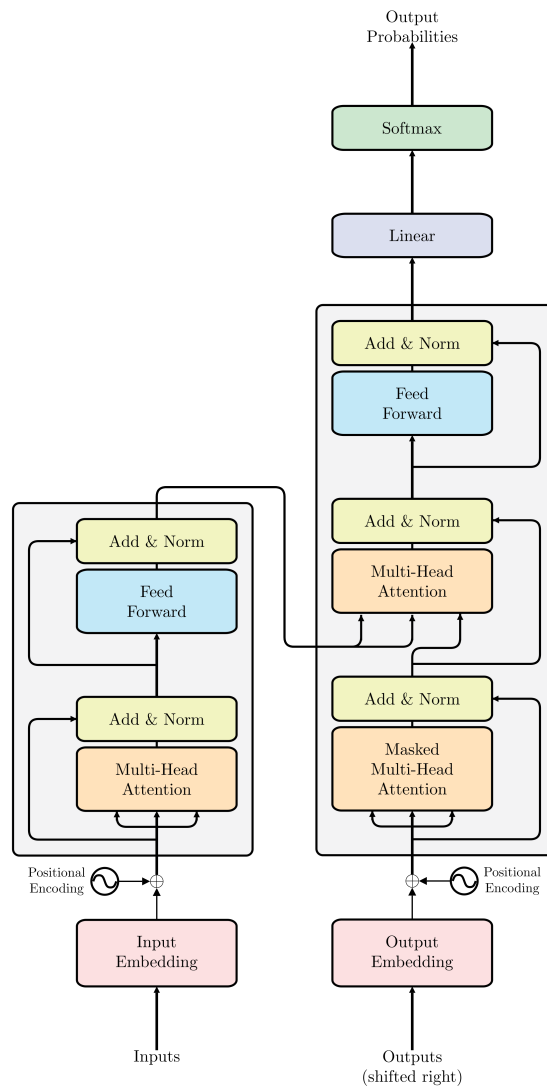 Output
Probabilities
Softmax
Linear
Add & Norm
Feed
Forward
Add & Norm
Multi-Head
Attention
Add & Norm
Masked
Multi-Head
Attention
Positional
Encoding
Output
Embedding
Outputs
(shifted right)
Add & Norm
Feed
Forward
Add & Norm
Multi-Head
Attention
Positional
Encoding
Input
Embedding
Inputs